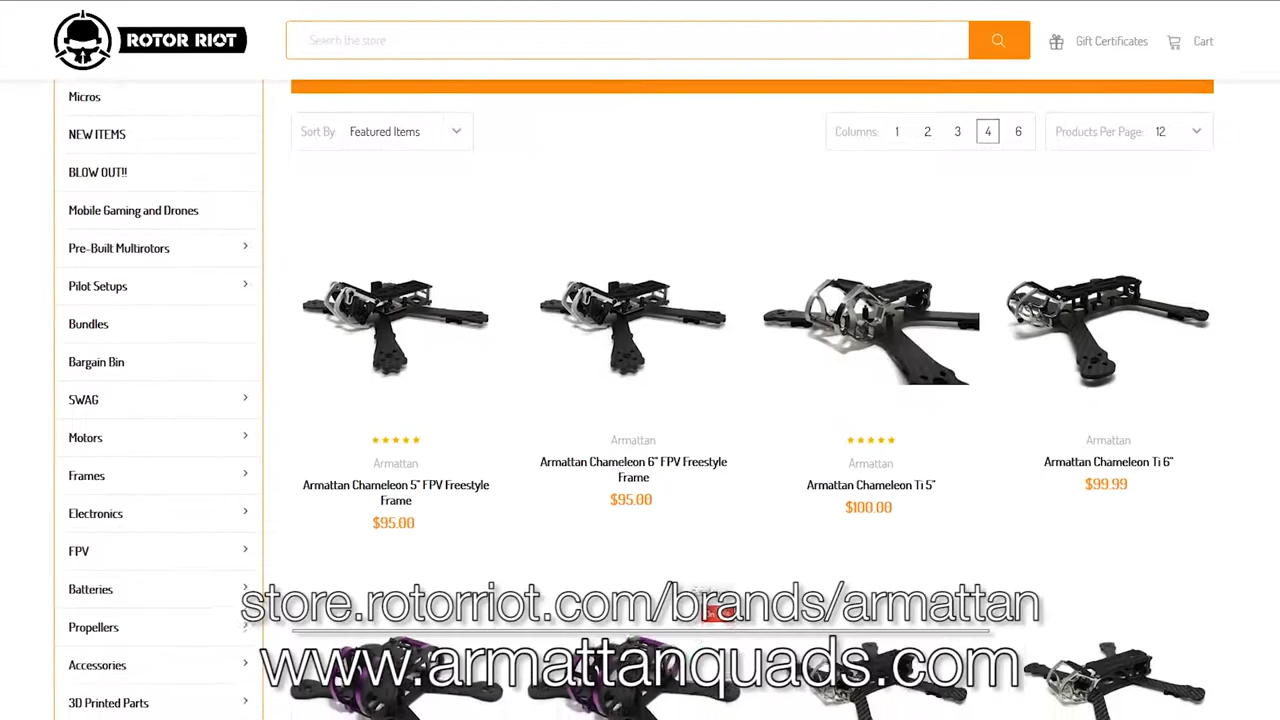 ROTOR RIOT
Search the store
Gift Certificates
Cart
Micros
NEW ITEMS
BLOW OUT!!
Mobile Gaming and Drones
Pre-Built Multirotors
Pilot Setups
Bundles
Bargain Bin
SWAG
Motors
Frames
Electronics
FPV
Batteries
Propellers
Accessories
3D Printed Parts
Sort By: Featured Items
Columns: 1 2 3 4 6
Products Per Page: 12
Armattan
Armattan Chameleon 5" FPV Freestyle
Frame
$95.00
Armattan
Armattan Chameleon 6" FPV Freestyle
Frame
$95.00
Armattan
Armattan Chameleon Ti 5"
$100.00
Armattan
Armattan Chameleon Ti 6"
$99.99
store.rotorriot.com/brands/armattan
www.armattanquads.com